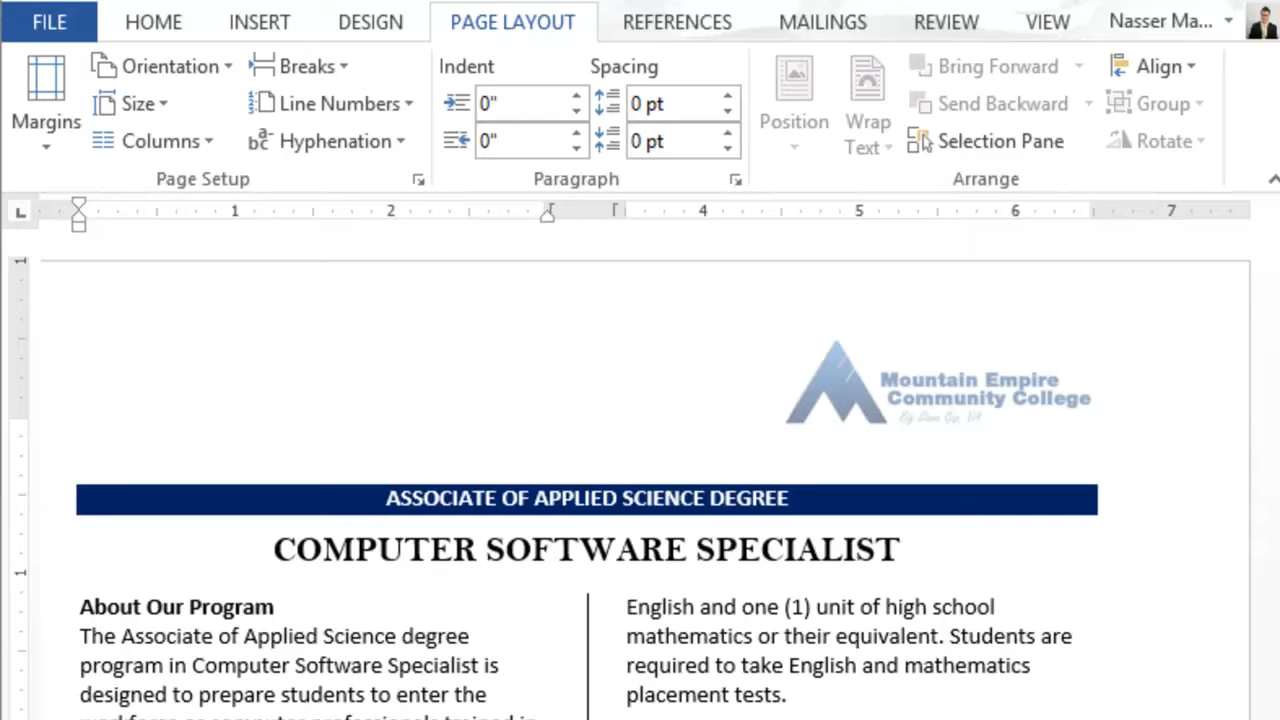 FILE HOME INSERT DESIGN PAGE LAYOUT REFERENCES MAILINGS REVIEW VIEW Nasser Ma...
Orientation Breaks Indent Spacing Bring Forward Align
Size Line Numbers 0" 0 pt Send Backward Group
Margins Position Wrap Text
Columns Hyphenation 0" 0 pt Selection Pane Rotate
Page Setup Paragraph Arrange
1 2 4 5 6 7
1
Mountain Empire
Community College
ASSOCIATE OF APPLIED SCIENCE DEGREE
COMPUTER SOFTWARE SPECIALIST
1
About Our Program
The Associate of Applied Science degree
program in Computer Software Specialist is
designed to prepare students to enter the
English and one (1) unit of high school
mathematics or their equivalent. Students are
required to take English and mathematics
placement tests.